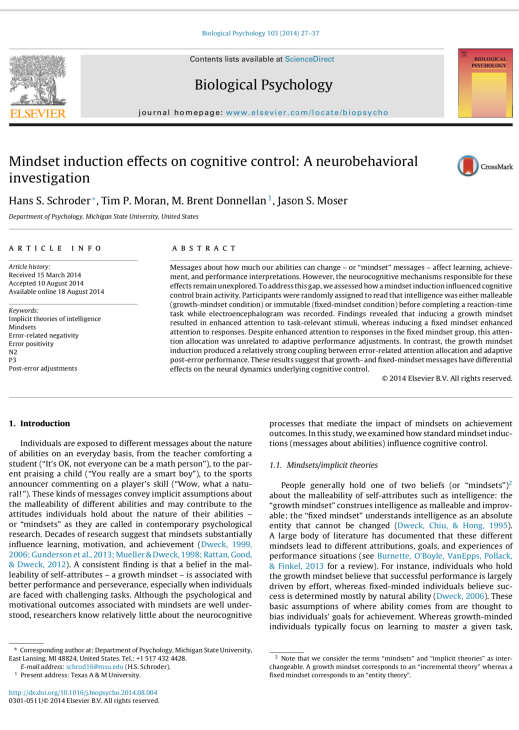 Biological Psychology 103 (2014) 27–37
Contents lists available at ScienceDirect
Biological Psychology
journal homepage: www.elsevier.com/locate/biopsycho
ELSEVIER
BIOLOGICAL
PSYCHOLOGY
Mindset induction effects on cognitive control: A neurobehavioral
investigation
CrossMark
Hans S. Schroder*, Tim P. Moran, M. Brent Donnellan1, Jason S. Moser
Department of Psychology, Michigan State University, United States
ARTICLE INFO
Article history:
Received 15 March 2014
Accepted 10 August 2014
Available online 18 August 2014
Keywords:
Implicit theories of intelligence
Mindsets
Error-related negativity
Error positivity
N2
P3
Post-error adjustments
ABSTRACT
Messages about how much our abilities can change – or “mindset” messages – affect learning, achieve-
ment, and performance interpretations. However, the neurocognitive mechanisms responsible for these
effects remain unexplored. To address this gap, we assessed how a mindset induction influenced cognitive
control brain activity. Participants were randomly assigned to read that intelligence was either malleable
(growth-mindset condition) or immutable (fixed-mindset condition) before completing a reaction-time
task while electroencephalogram was recorded. Findings revealed that inducing a growth mindset
resulted in enhanced attention to task-relevant stimuli, whereas inducing a fixed mindset enhanced
attention to responses. Despite enhanced attention to responses in the fixed mindset group, this atten-
tion allocation was unrelated to adaptive performance adjustments. In contrast, the growth mindset
induction produced a relatively strong coupling between error-related attention allocation and adaptive
post-error performance. These results suggest that growth- and fixed-mindset messages have differential
effects on the neural dynamics underlying cognitive control.
© 2014 Elsevier B.V. All rights reserved.
1. Introduction
Individuals are exposed to different messages about the nature
of abilities on an everyday basis, from the teacher comforting a
student (“It’s OK, not everyone can be a math person”), to the par-
ent praising a child (“You really are a smart boy”), to the sports
announcer commenting on a player’s skill (“Wow, what a natu-
ral!”). These kinds of messages convey implicit assumptions about
the malleability of different abilities and may contribute to the
attitudes individuals hold about the nature of their abilities –
or “mindsets” as they are called in contemporary psychological
research. Decades of research suggest that mindsets substantially
influence learning, motivation, and achievement (Dweck, 1999,
2006; Gunderson et al., 2013; Mueller & Dweck, 1998; Rattan, Good,
& Dweck, 2012). A consistent finding is that a belief in the mal-
leability of self-attributes – a growth mindset – is associated with
better performance and perseverance, especially when individuals
are faced with challenging tasks. Although the psychological and
motivational outcomes associated with mindsets are well under-
stood, researchers know relatively little about the neurocognitive
* Corresponding author at: Department of Psychology, Michigan State University,
East Lansing, MI 48824, United States. Tel.: +1 517 432 4428.
E-mail address: schrod16@msu.edu (H.S. Schroder).
1 Present address: Texas A & M University.
http://dx.doi.org/10.1016/j.biopsycho.2014.08.004
0301-0511/© 2014 Elsevier B.V. All rights reserved.
processes that mediate the impact of mindsets on achievement
outcomes. In this study, we examined how standard mindset induc-
tions (messages about abilities) influence cognitive control.
1.1. Mindsets/implicit theories
People generally hold one of two beliefs (or “mindsets”)2
about the malleability of self-attributes such as intelligence: the
“growth mindset” construes intelligence as malleable and improv-
able; the “fixed mindset” understands intelligence as an absolute
entity that cannot be changed (Dweck, Chiu, & Hong, 1995).
A large body of literature has documented that these different
mindsets lead to different attributions, goals, and experiences of
performance situations (see Burnette, O’Boyle, VanEpps, Pollack,
& Finkel, 2013 for a review). For instance, individuals who hold
the growth mindset believe that successful performance is largely
driven by effort, whereas fixed-minded individuals believe suc-
cess is determined mostly by natural ability (Dweck, 2006). These
basic assumptions of where ability comes from are thought to
bias individuals’ goals for achievement. Whereas growth-minded
individuals typically focus on learning to master a given task,
2 Note that we consider the terms “mindsets” and “implicit theories” as inter-
changeable. A growth mindset corresponds to an “incremental theory” whereas a
fixed mindset corresponds to an “entity theory”.